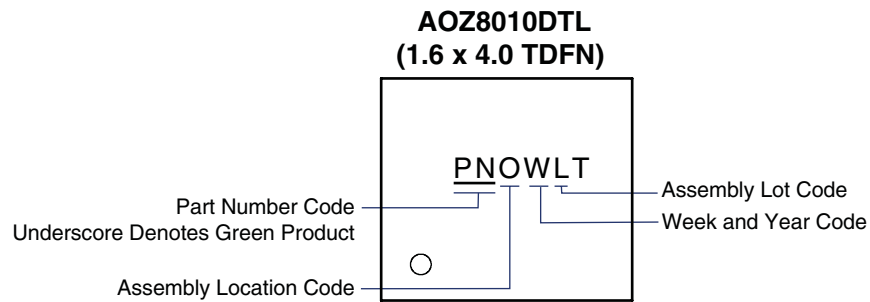 AOZ8010DTL
(1.6 x 4.0 TDFN)
PNOWLT
Part Number Code
Underscore Denotes Green Product
Assembly Location Code
Assembly Lot Code
Week and Year Code